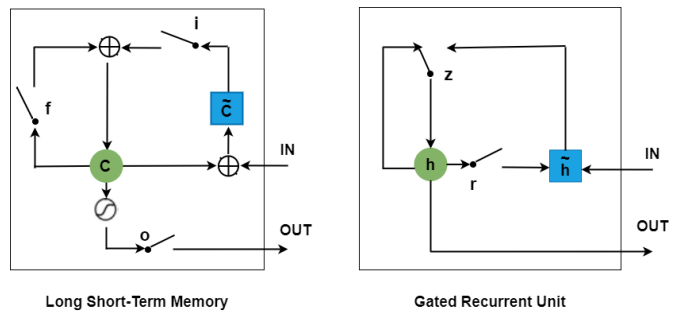 i
f
C̃
C
IN
OUT
o
Long Short-Term Memory
z
h
r
h̃
IN
OUT
Gated Recurrent Unit